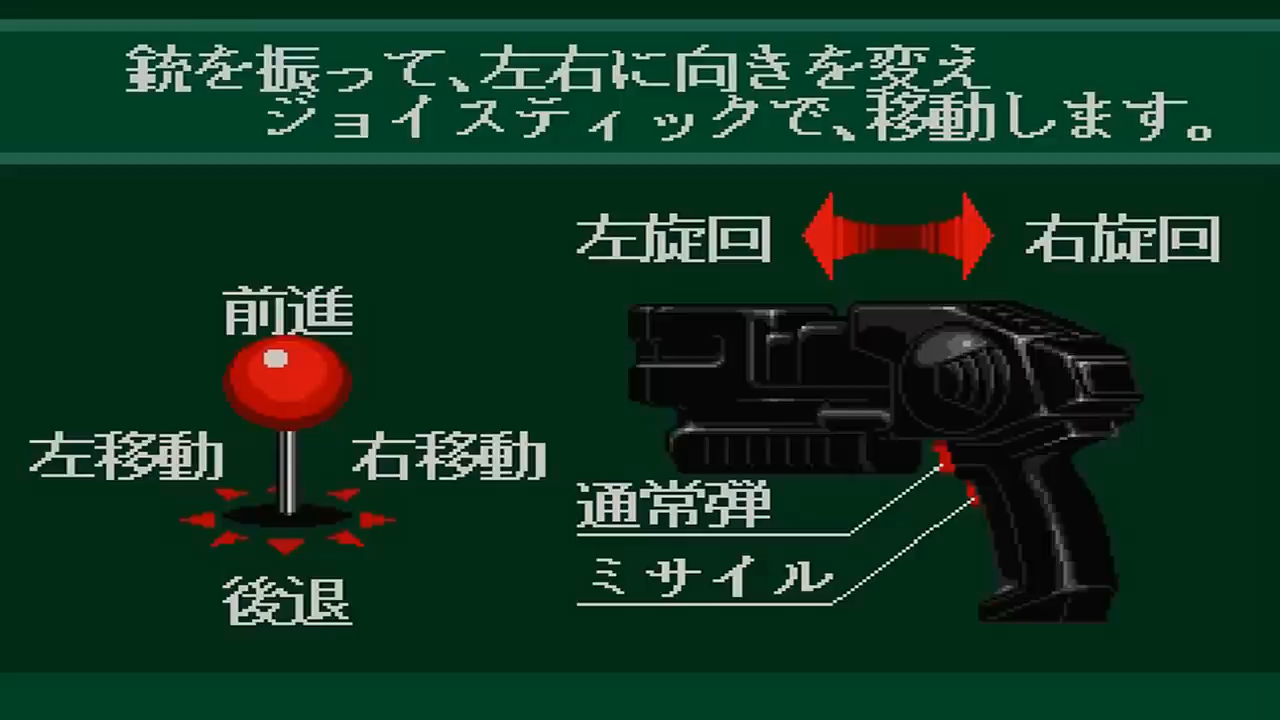 銃を振って、左右に向きを変え
ジョイスティックで、移動します。
左旋回
右旋回
前進
左移動
右移動
通常弾
ミサイル
後退